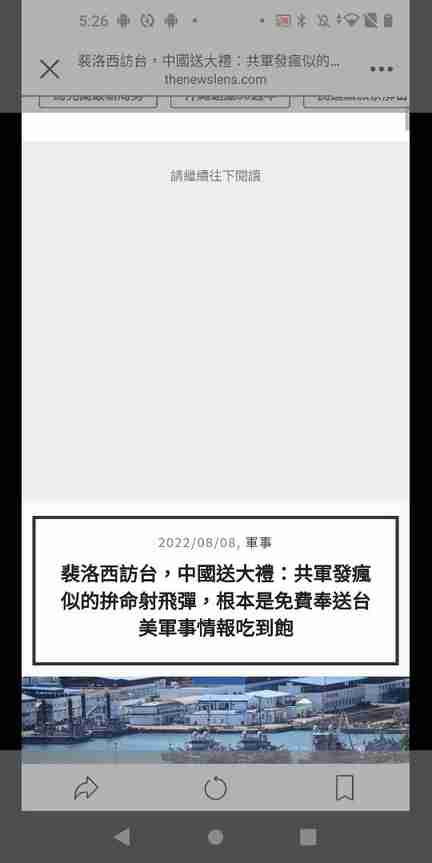 5:26
裴洛西訪台，中國送大禮：共軍發瘋似的…
thenewslens.com
請繼續往下閱讀
2022/08/08, 軍事
裴洛西訪台，中國送大禮：共軍發瘋
似的拚命射飛彈，根本是免費奉送台
美軍事情報吃到飽